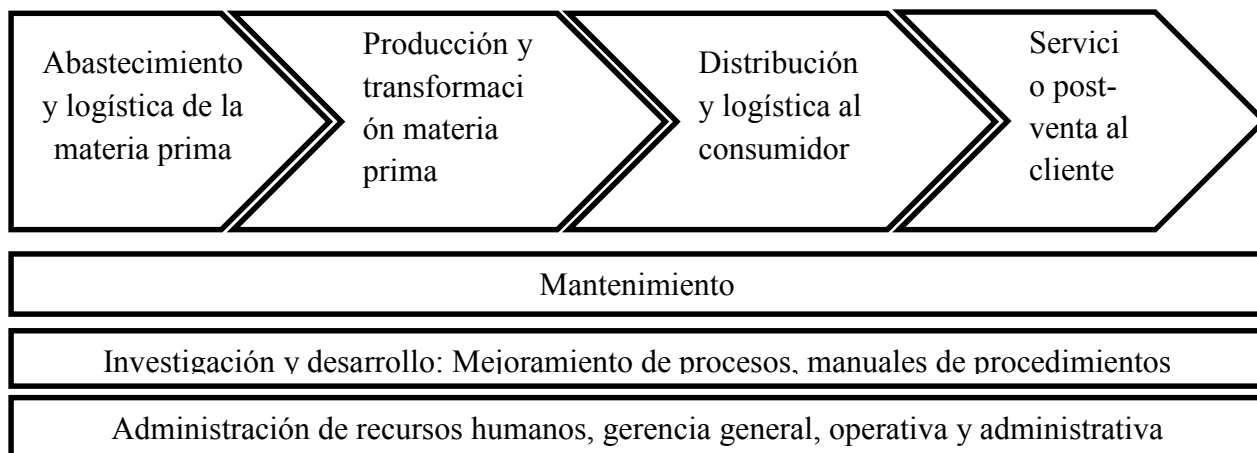 Abastecimiento
y logística de la
materia prima
Producción y
transformaci
ón materia
prima
Distribución
y logística al
consumidor
Servici
o post-
venta al
cliente
Mantenimiento
Investigación y desarrollo: Mejoramiento de procesos, manuales de procedimientos
Administración de recursos humanos, gerencia general, operativa y administrativa